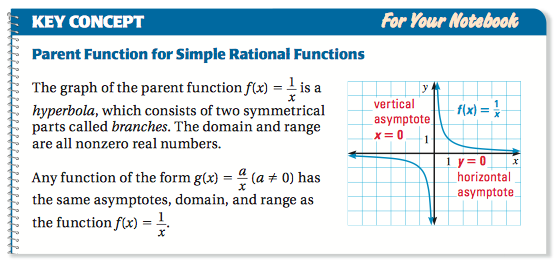 KEY CONCEPT
For Your Notebook
Parent Function for Simple Rational Functions
The graph of the parent function f(x) = 1/x is a
hyperbola, which consists of two symmetrical
parts called branches. The domain and range
are all nonzero real numbers.
Any function of the form g(x) = a/x (a ≠ 0) has
the same asymptotes, domain, and range as
the function f(x) = 1/x.
y
vertical
asymptote
x = 0
f(x) = 1/x
1
1
y = 0
x
horizontal
asymptote